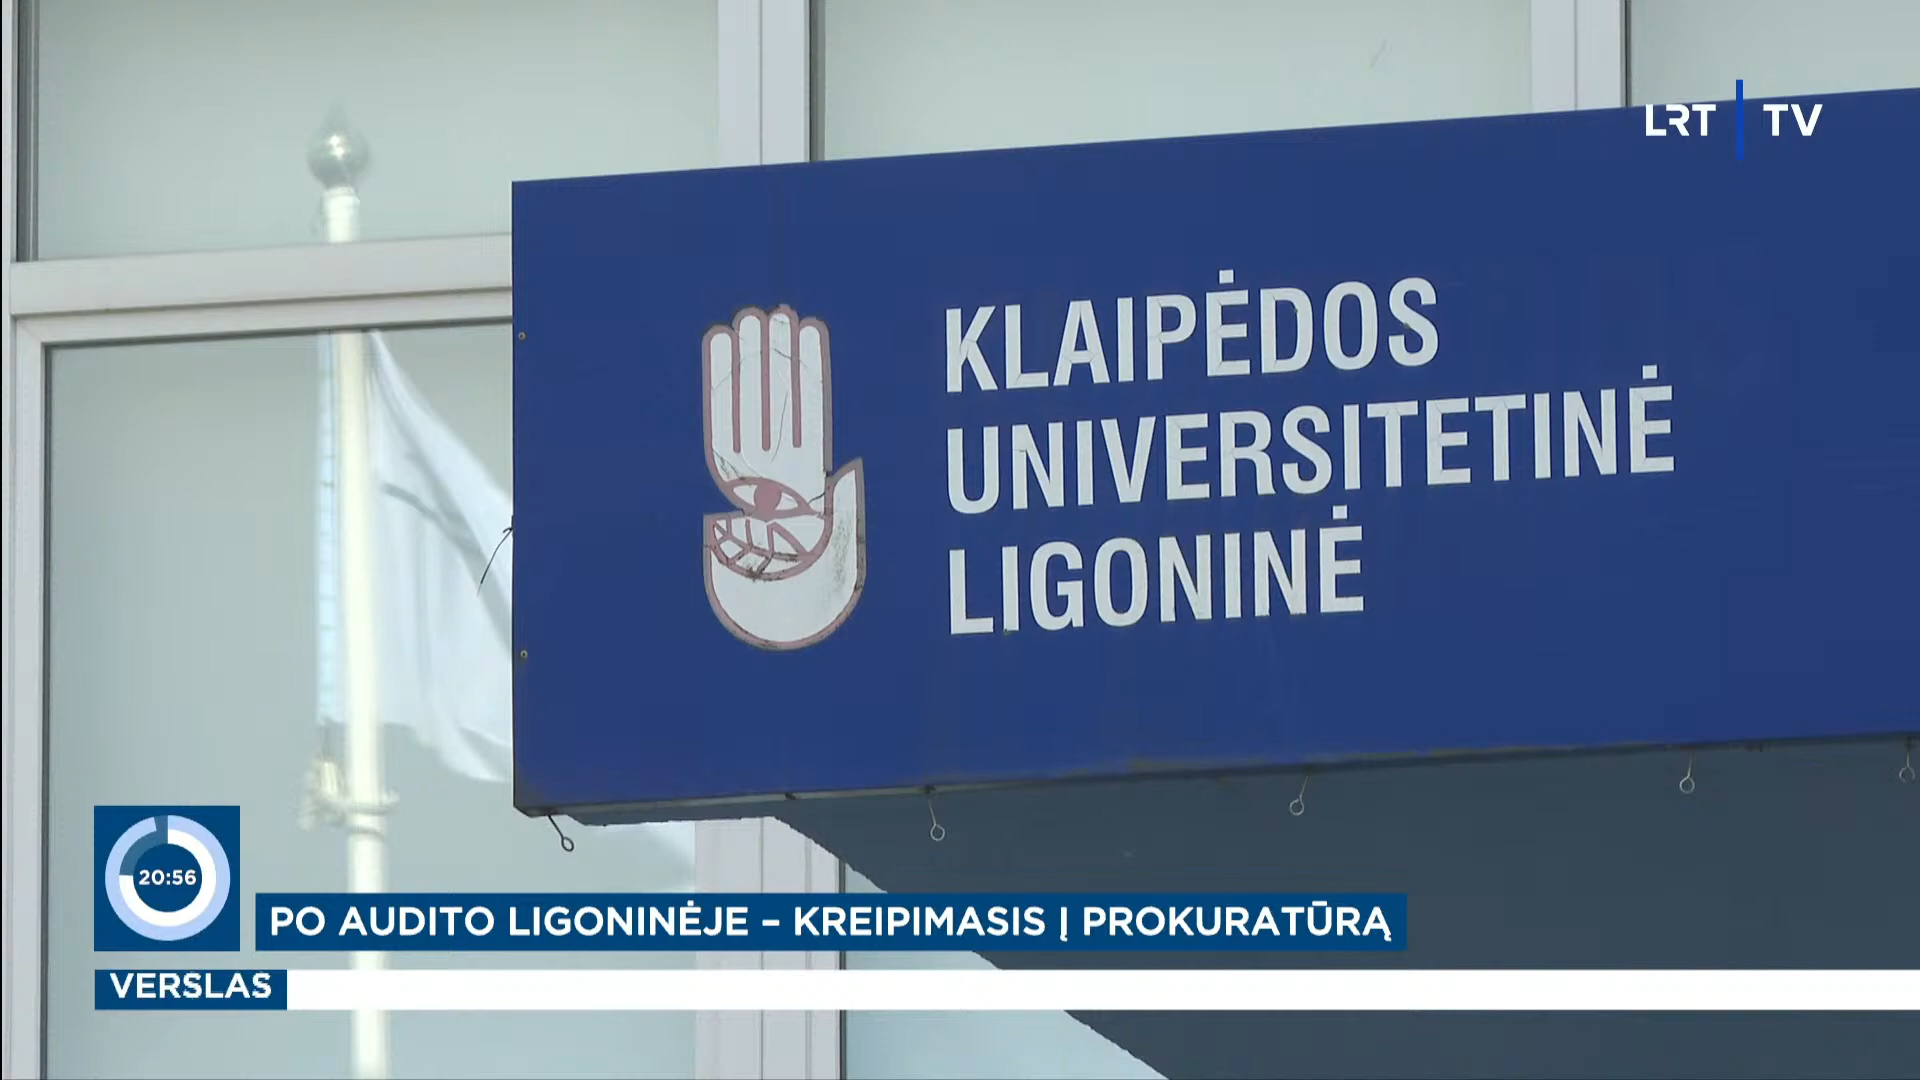 LRT TV
KLAIPĖDOS
UNIVERSITETINĖ
LIGONINĖ
20:56
PO AUDITO LIGONINĖJE – KREIPIMASIS Į PROKURATŪRĄ
VERSLAS